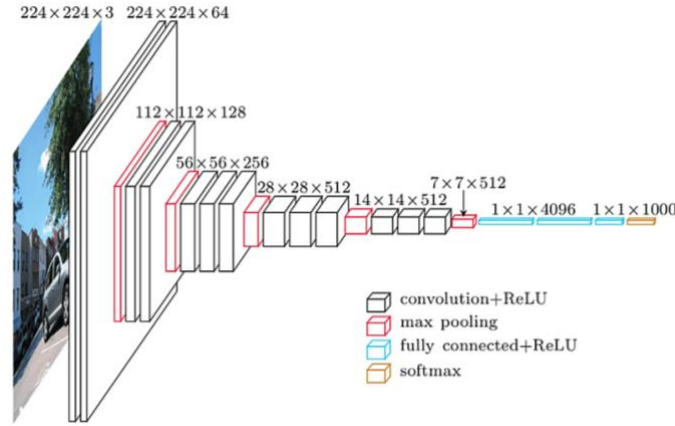 224×224×3
224×224×64
112×112×128
56×56×256
28×28×512
14×14×512
7×7×512
1×1×4096
1×1×1000
convolution+ReLU
max pooling
fully connected+ReLU
softmax